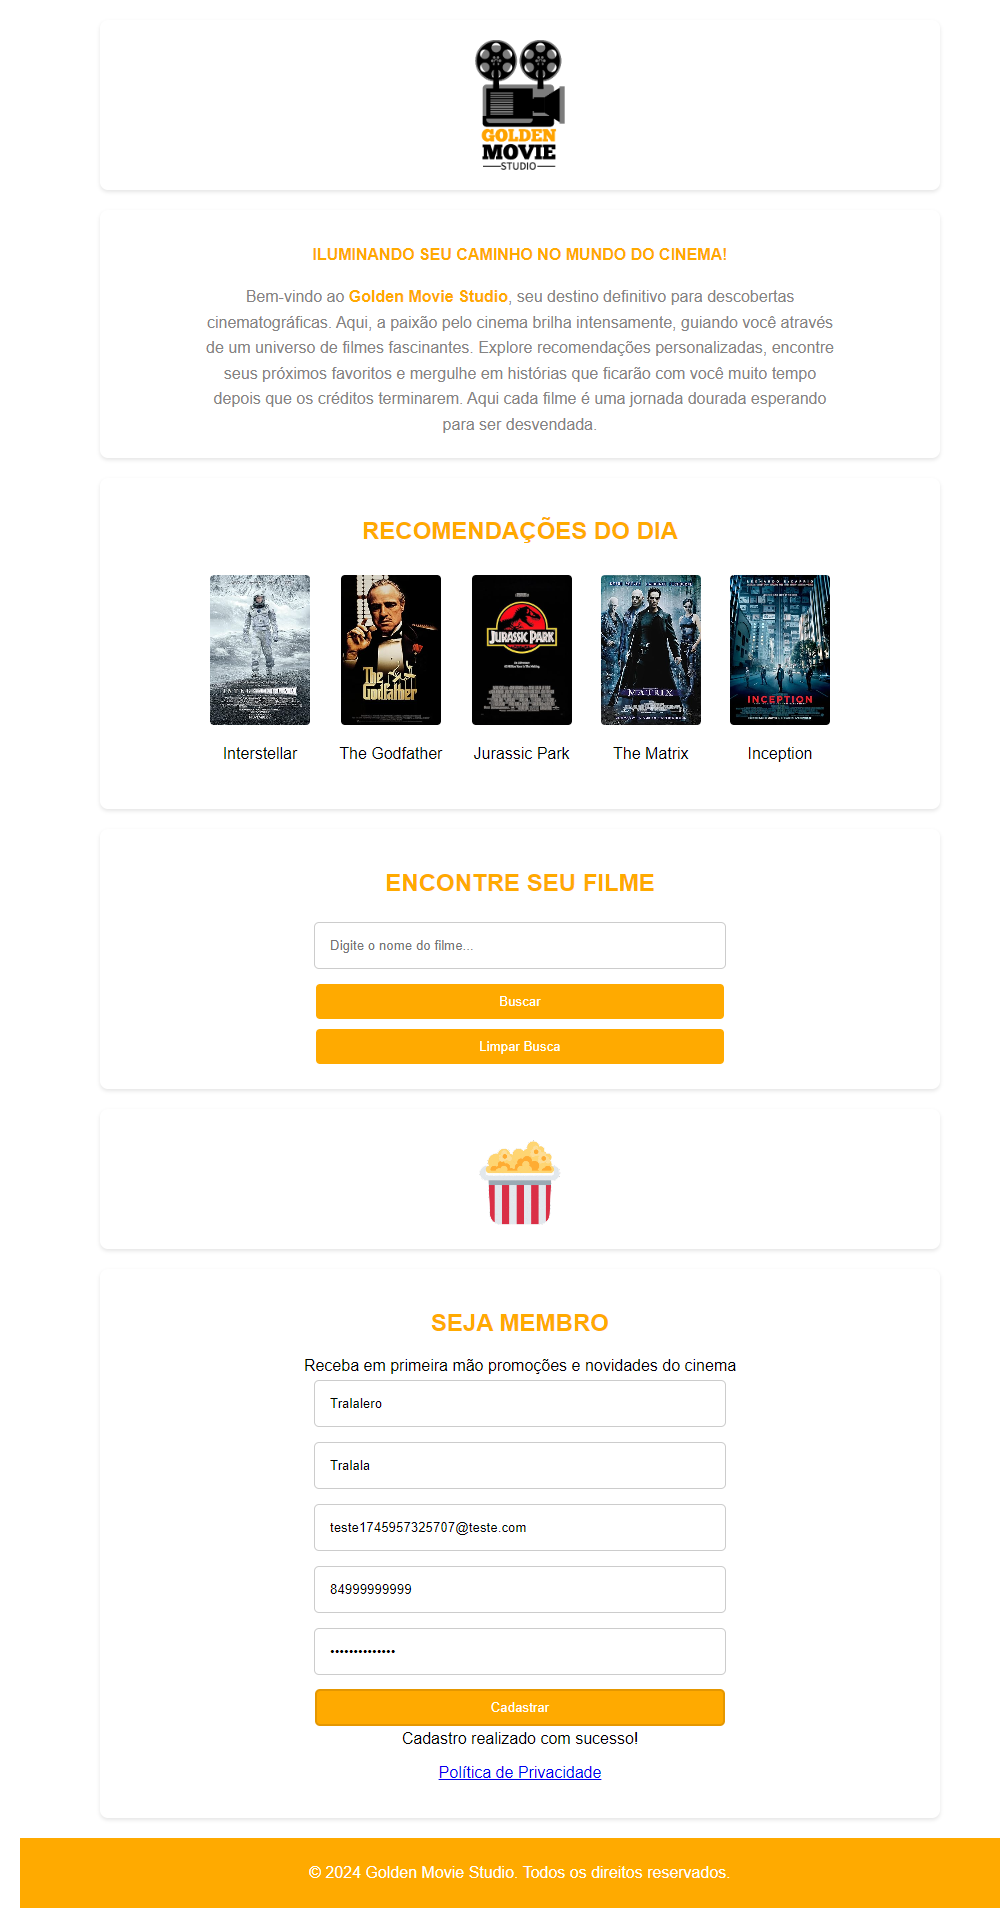 GOLDEN
MOVIE
STUDIO
ILUMINANDO SEU CAMINHO NO MUNDO DO CINEMA!
Bem-vindo ao Golden Movie Studio, seu destino definitivo para descobertas
cinematográficas. Aqui, a paixão pelo cinema brilha intensamente, guiando você através
de um universo de filmes fascinantes. Explore recomendações personalizadas, encontre
seus próximos favoritos e mergulhe em histórias que ficarão com você muito tempo
depois que os créditos terminarem. Aqui cada filme é uma jornada dourada esperando
para ser desvendada.
RECOMENDAÇÕES DO DIA
INTERSTELLAR
The
Godfather
JURASSIC PARK
MATRIX
INCEPTION
Interstellar
The Godfather
Jurassic Park
The Matrix
Inception
ENCONTRE SEU FILME
Digite o nome do filme...
Buscar
Limpar Busca
SEJA MEMBRO
Receba em primeira mão promoções e novidades do cinema
Tralalero
Tralala
teste1745957325707@teste.com
84999999999
••••••••••••••
Cadastrar
Cadastro realizado com sucesso!
Política de Privacidade
© 2024 Golden Movie Studio. Todos os direitos reservados.